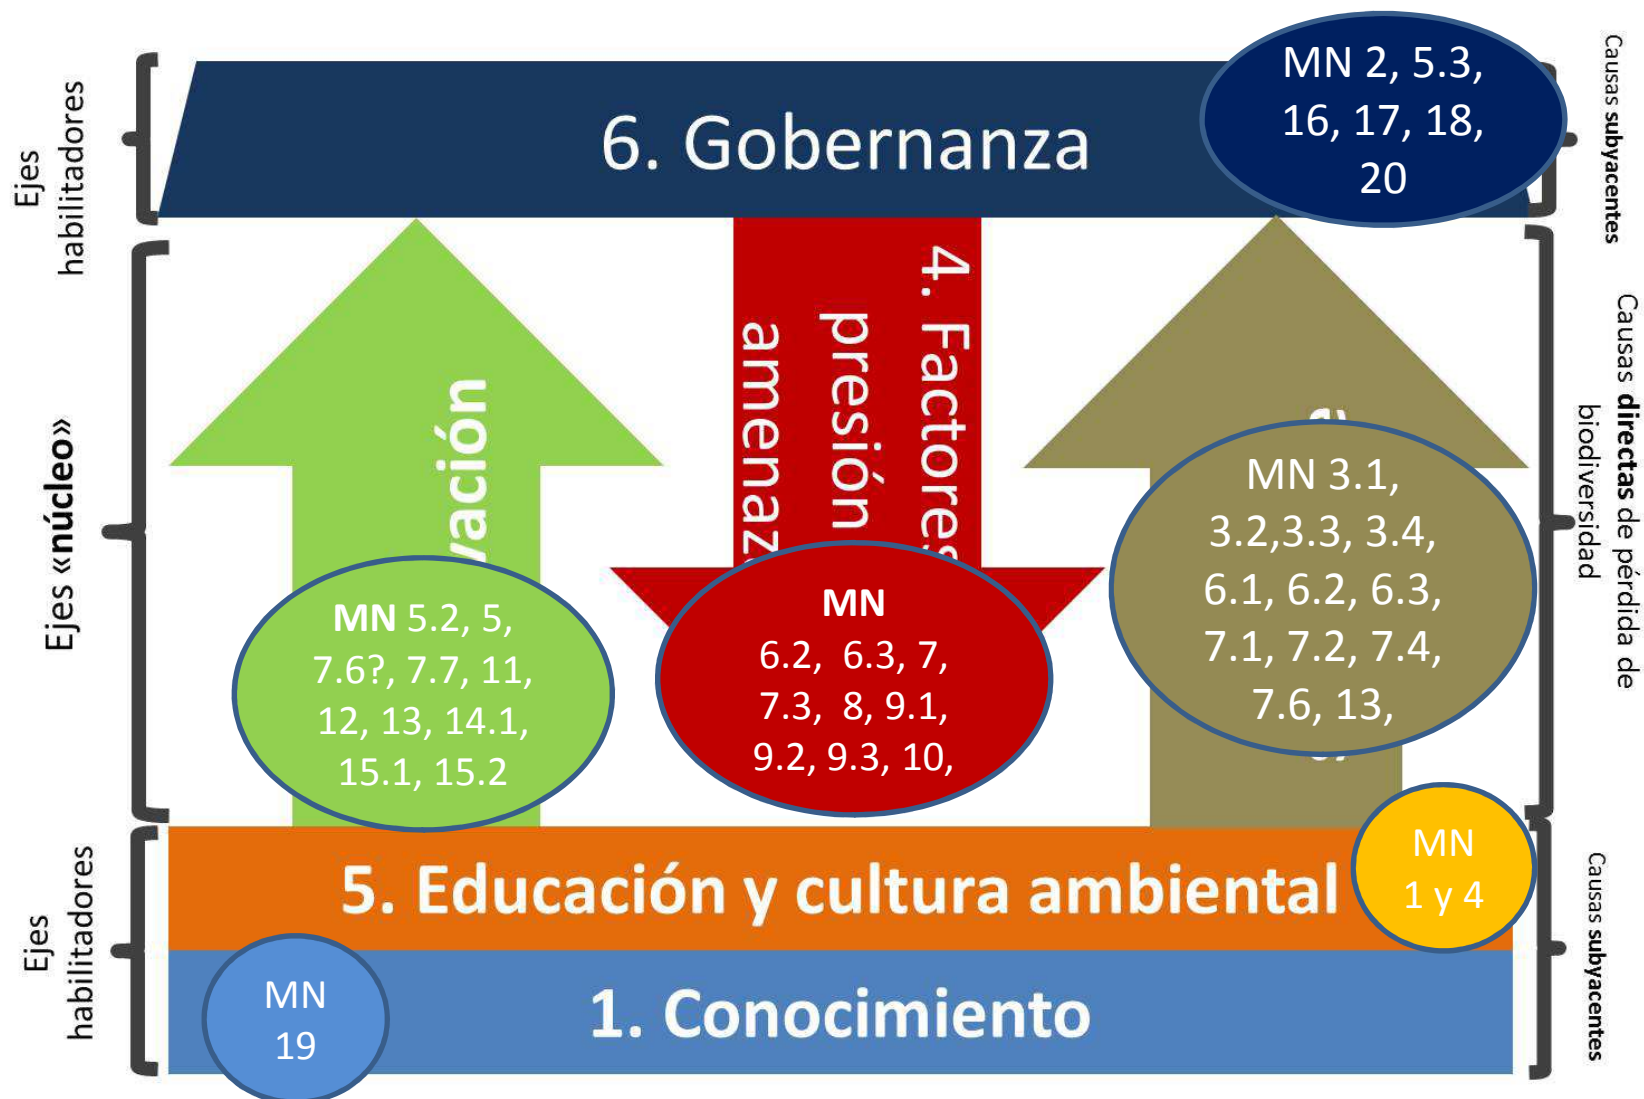 Ejes
habilitadores
6. Gobernanza
MN 2, 5.3,
16, 17, 18,
20
Causas subyacentes
Ejes «núcleo»
vación
MN 5.2, 5,
7.6?, 7.7, 11,
12, 13, 14.1,
15.1, 15.2
4. Factores
presión
amenaz
MN
6.2, 6.3, 7,
7.3, 8, 9.1,
9.2, 9.3, 10,
MN 3.1,
3.2,3.3, 3.4,
6.1, 6.2, 6.3,
7.1, 7.2, 7.4,
7.6, 13,
Causas directas de pérdida de
biodiversidad
Ejes
habilitadores
5. Educación y cultura ambiental
MN
1 y 4
MN
19
1. Conocimiento
Causas subyacentes